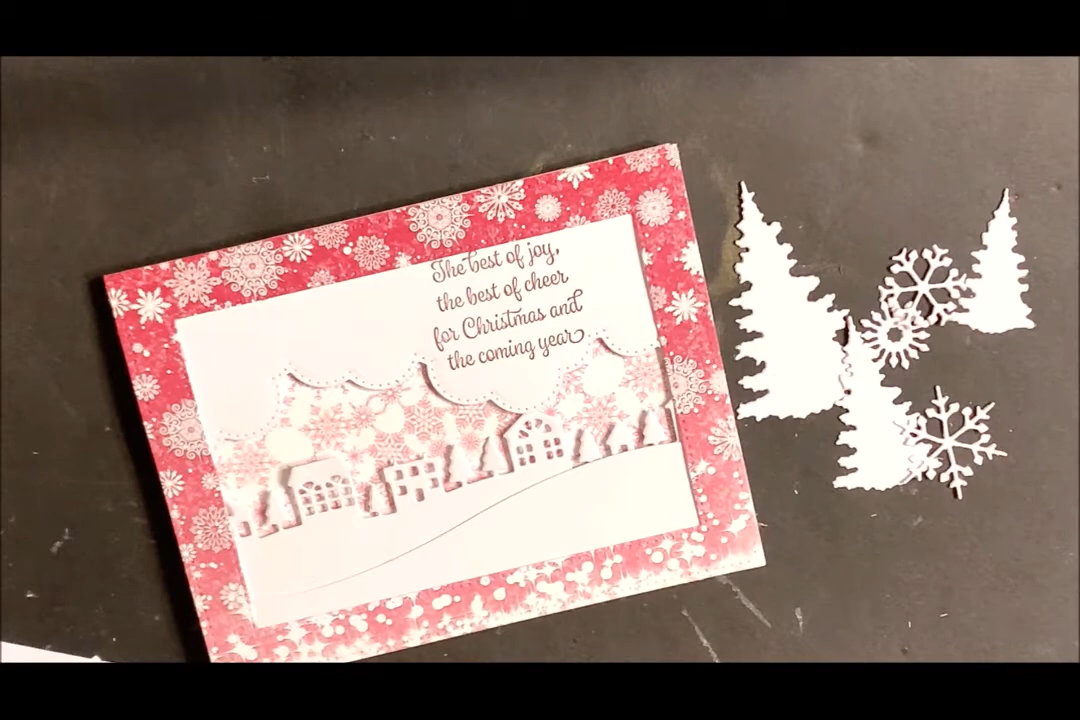 The best of joy,
the best of cheer
for Christmas and
the coming year